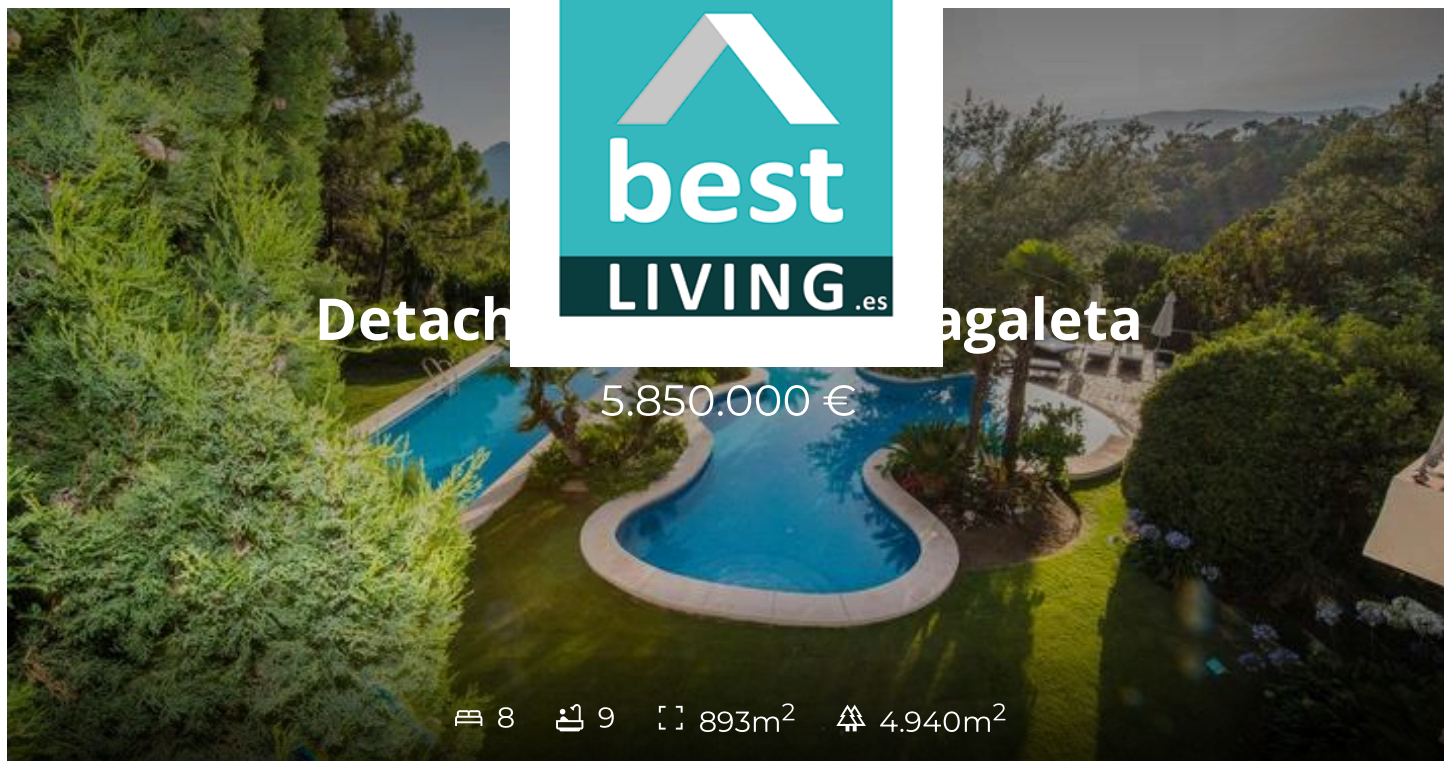 best
LIVING.es
Detach agaleta
5.850.000 €
8 9 893m² 4.940m²